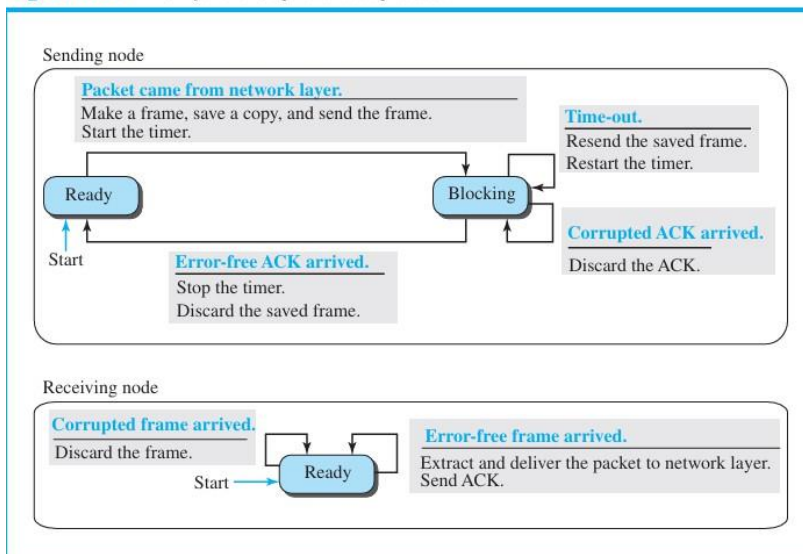 Sending node
Packet came from network layer.
Make a frame, save a copy, and send the frame.
Start the timer.
Time-out.
Resend the saved frame.
Restart the timer.
Ready
Blocking
Start
Error-free ACK arrived.
Stop the timer.
Discard the saved frame.
Corrupted ACK arrived.
Discard the ACK.
Receiving node
Corrupted frame arrived.
Discard the frame.
Start
Ready
Error-free frame arrived.
Extract and deliver the packet to network layer.
Send ACK.